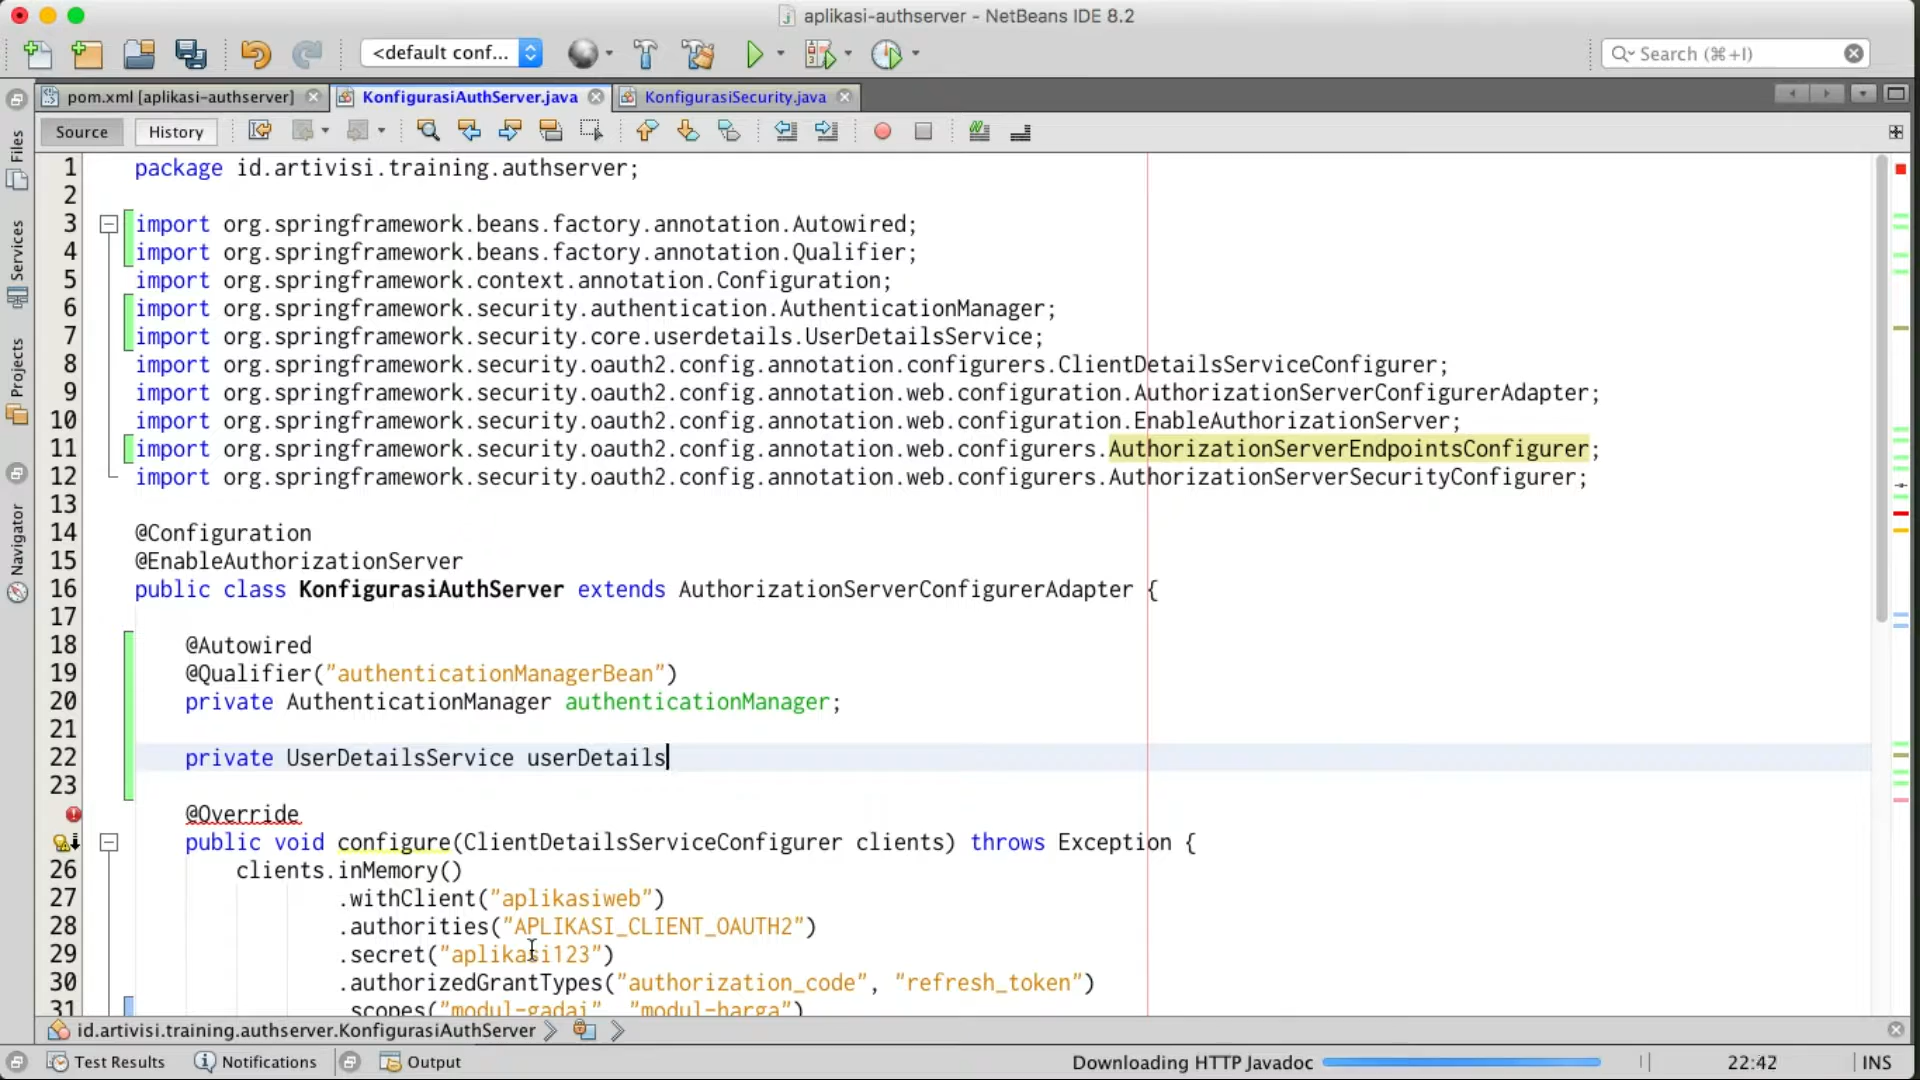 aplikasi-authserver - NetBeans IDE 8.2
<default conf...
Search (⌘+I)
pom.xml [aplikasi-authserver]
KonfigurasiAuthServer.java
KonfigurasiSecurity.java
Source
History
Files
Services
Projects
Navigator
1 package id.artivisi.training.authserver;
2
3 import org.springframework.beans.factory.annotation.Autowired;
4 import org.springframework.beans.factory.annotation.Qualifier;
5 import org.springframework.context.annotation.Configuration;
6 import org.springframework.security.authentication.AuthenticationManager;
7 import org.springframework.security.core.userdetails.UserDetailsService;
8 import org.springframework.security.oauth2.config.annotation.configurers.ClientDetailsServiceConfigurer;
9 import org.springframework.security.oauth2.config.annotation.web.configuration.AuthorizationServerConfigurerAdapter;
10 import org.springframework.security.oauth2.config.annotation.web.configuration.EnableAuthorizationServer;
11 import org.springframework.security.oauth2.config.annotation.web.configurers.AuthorizationServerEndpointsConfigurer;
12 import org.springframework.security.oauth2.config.annotation.web.configurers.AuthorizationServerSecurityConfigurer;
13
14 @Configuration
15 @EnableAuthorizationServer
16 public class KonfigurasiAuthServer extends AuthorizationServerConfigurerAdapter {
17
18 @Autowired
19 @Qualifier("authenticationManagerBean")
20 private AuthenticationManager authenticationManager;
21
22 private UserDetailsService userDetails
23
@Override
public void configure(ClientDetailsServiceConfigurer clients) throws Exception {
26 clients.inMemory()
27 .withClient("aplikasiweb")
28 .authorities("APLIKASI_CLIENT_OAUTH2")
29 .secret("aplikasi123")
30 .authorizedGrantTypes("authorization_code", "refresh_token")
31 .scopes("modul-gadai" "modul-harga")
id.artivisi.training.authserver.KonfigurasiAuthServer
Test Results
Notifications
Output
Downloading HTTP Javadoc
22:42
INS